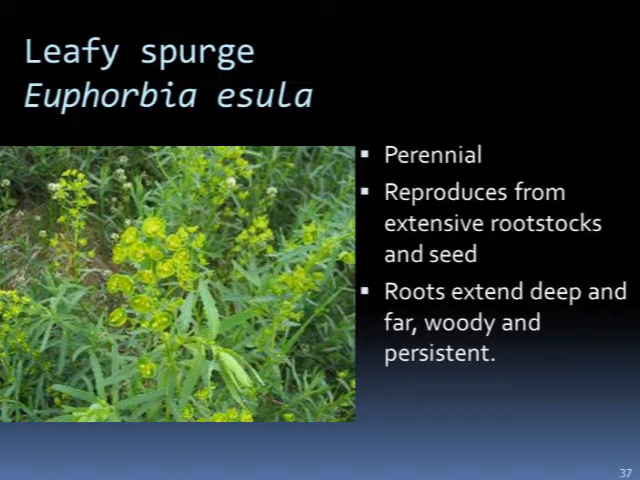 Leafy spurge
Euphorbia esula
▪ Perennial
▪ Reproduces from
extensive rootstocks
and seed
▪ Roots extend deep and
far, woody and
persistent.
37